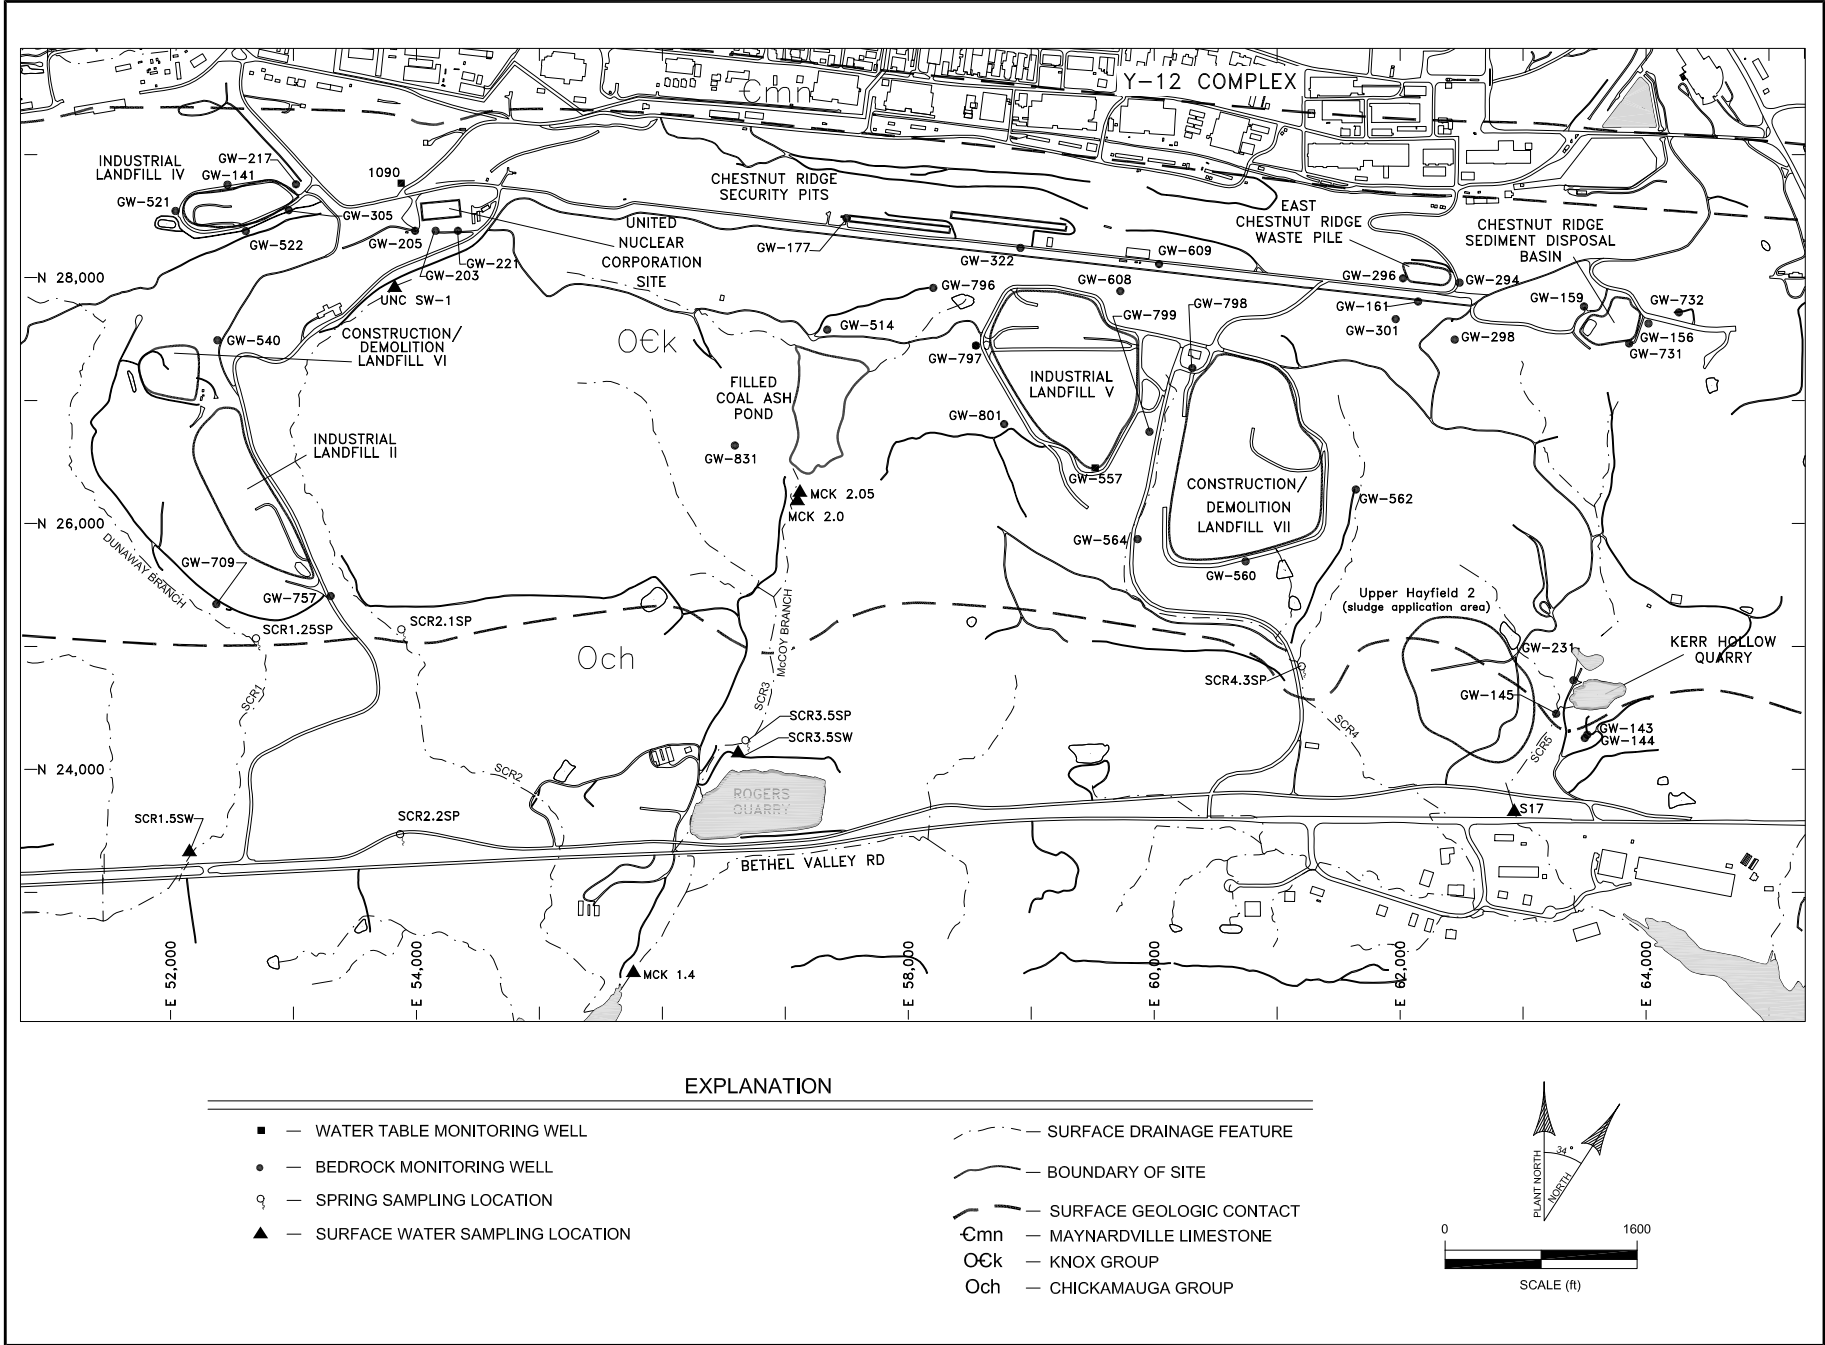 Y-12 COMPLEX
Єmn
INDUSTRIAL
LANDFILL IV
GW-217
GW-141
GW-521
GW-305
GW-522
1090
GW-205
GW-203
GW-221
UNC SW-1
UNITED
NUCLEAR
CORPORATION
SITE
CHESTNUT RIDGE
SECURITY PITS
GW-177
GW-322
GW-609
GW-608
GW-796
GW-514
GW-797
GW-799
GW-798
EAST
CHESTNUT RIDGE
WASTE PILE
CHESTNUT RIDGE
SEDIMENT DISPOSAL
BASIN
GW-296
GW-294
GW-161
GW-301
GW-298
GW-159
GW-732
GW-156
GW-731
N 28,000
GW-540
CONSTRUCTION/
DEMOLITION
LANDFILL VI
OЄk
FILLED
COAL ASH
POND
INDUSTRIAL
LANDFILL V
GW-801
GW-831
GW-557
INDUSTRIAL
LANDFILL II
MCK 2.05
MCK 2.0
CONSTRUCTION/
DEMOLITION
LANDFILL VII
GW-562
GW-564
GW-560
N 26,000
DUNAWAY BRANCH
GW-709
GW-757
SCR1.25SP
SCR2.1SP
Och
McCOY BRANCH
Upper Hayfield 2
(sludge application area)
GW-231
KERR HOLLOW
QUARRY
GW-145
GW-143
GW-144
SCR4.3SP
SCR1
SCR3
SCR4
SCR5
SCR3.5SP
SCR3.5SW
SCR2
N 24,000
ROGERS
QUARRY
SCR1.5SW
SCR2.2SP
S17
BETHEL VALLEY RD
MCK 1.4
E 52,000
E 54,000
E 58,000
E 60,000
E 62,000
E 64,000
EXPLANATION
— WATER TABLE MONITORING WELL
— BEDROCK MONITORING WELL
— SPRING SAMPLING LOCATION
— SURFACE WATER SAMPLING LOCATION
— SURFACE DRAINAGE FEATURE
— BOUNDARY OF SITE
— SURFACE GEOLOGIC CONTACT
Єmn — MAYNARDVILLE LIMESTONE
OЄk — KNOX GROUP
Och — CHICKAMAUGA GROUP
34°
PLANT NORTH
NORTH
0 1600
SCALE (ft)